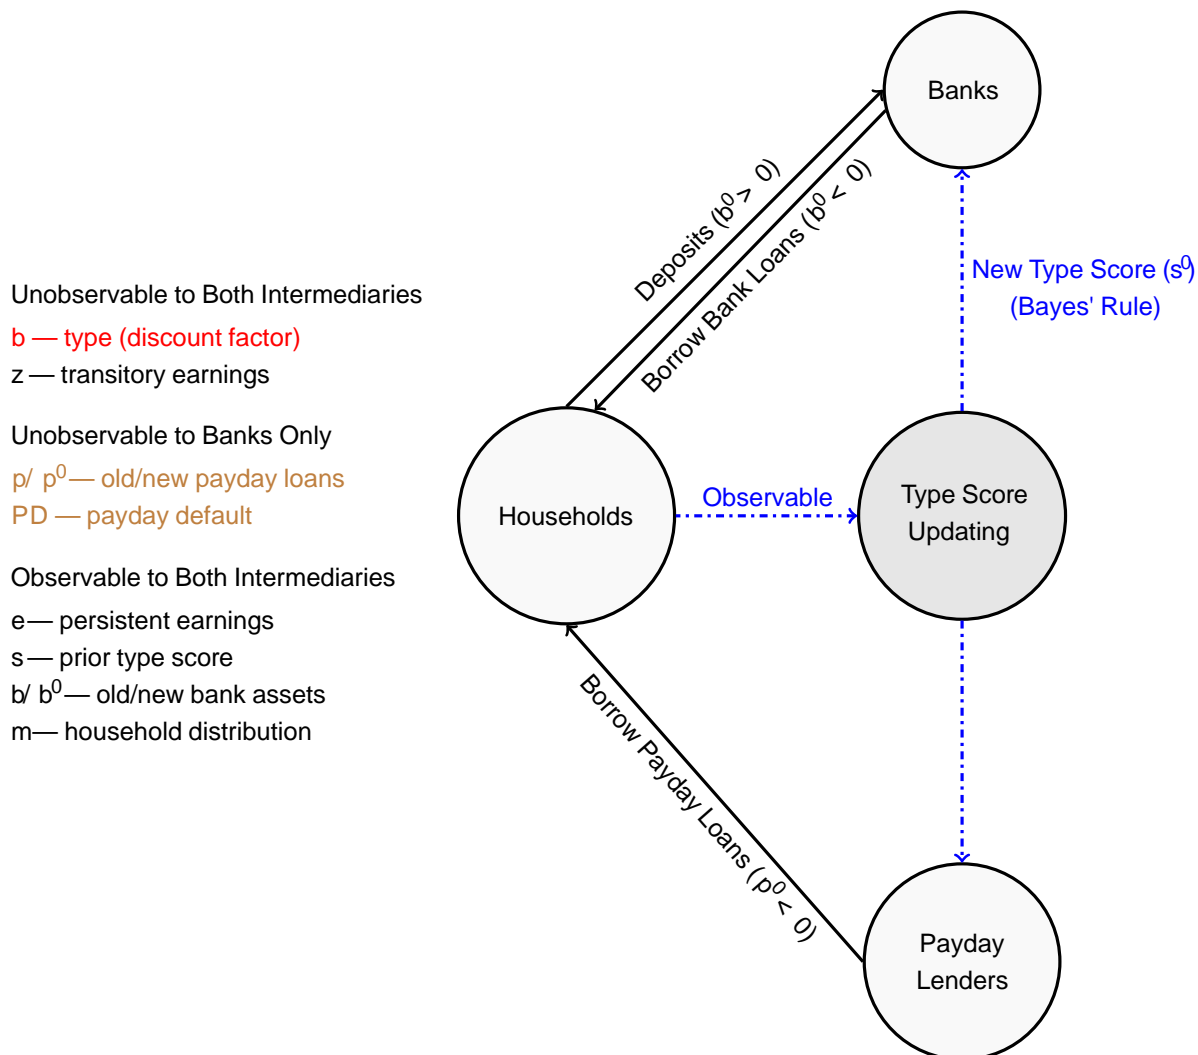 Banks
Deposits (b⁰ > 0)
Borrow Bank Loans (b⁰ < 0)
New Type Score (s⁰)
(Bayes' Rule)
Unobservable to Both Intermediaries
b — type (discount factor)
z — transitory earnings
Unobservable to Banks Only
p/ p⁰ — old/new payday loans
PD — payday default
Observable to Both Intermediaries
e — persistent earnings
s — prior type score
b/ b⁰ — old/new bank assets
m — household distribution
Households
Observable
Type Score
Updating
Borrow Payday Loans (p⁰ < 0)
Payday
Lenders